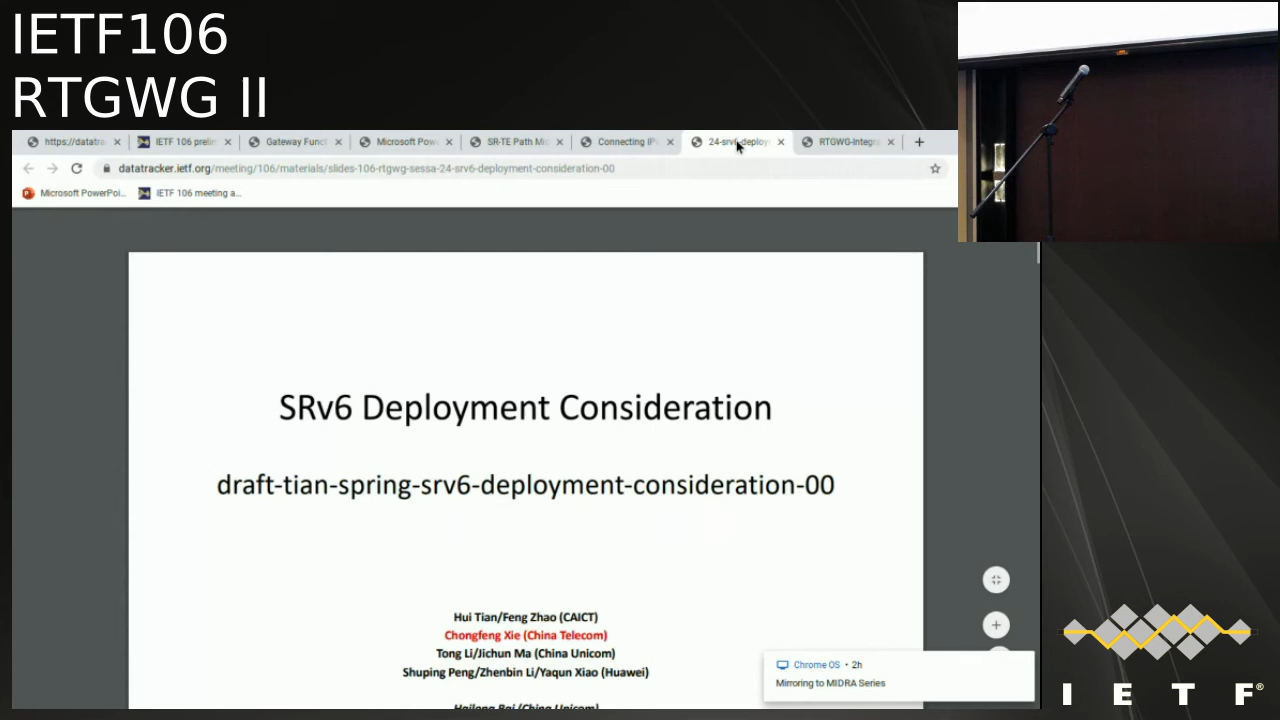 IETF106
RTGWG II
https://datatra
IETF 106 prelim
Gateway Funct
Microsoft Powe
SR-TE Path Mi
Connecting IPv
24-srv6-deploy
RTGWG-Integra
datatracker.ietf.org/meeting/106/materials/slides-106-rtgwg-sessa-24-srv6-deployment-consideration-00
Microsoft PowerPoi...
IETF 106 meeting a...
SRv6 Deployment Consideration
draft-tian-spring-srv6-deployment-consideration-00
Hui Tian/Feng Zhao (CAICT)
Chongfeng Xie (China Telecom)
Tong Li/Jichun Ma (China Unicom)
Shuping Peng/Zhenbin Li/Yaqun Xiao (Huawei)
Chrome OS • 2h
Mirroring to MIDRA Series
I E T F®